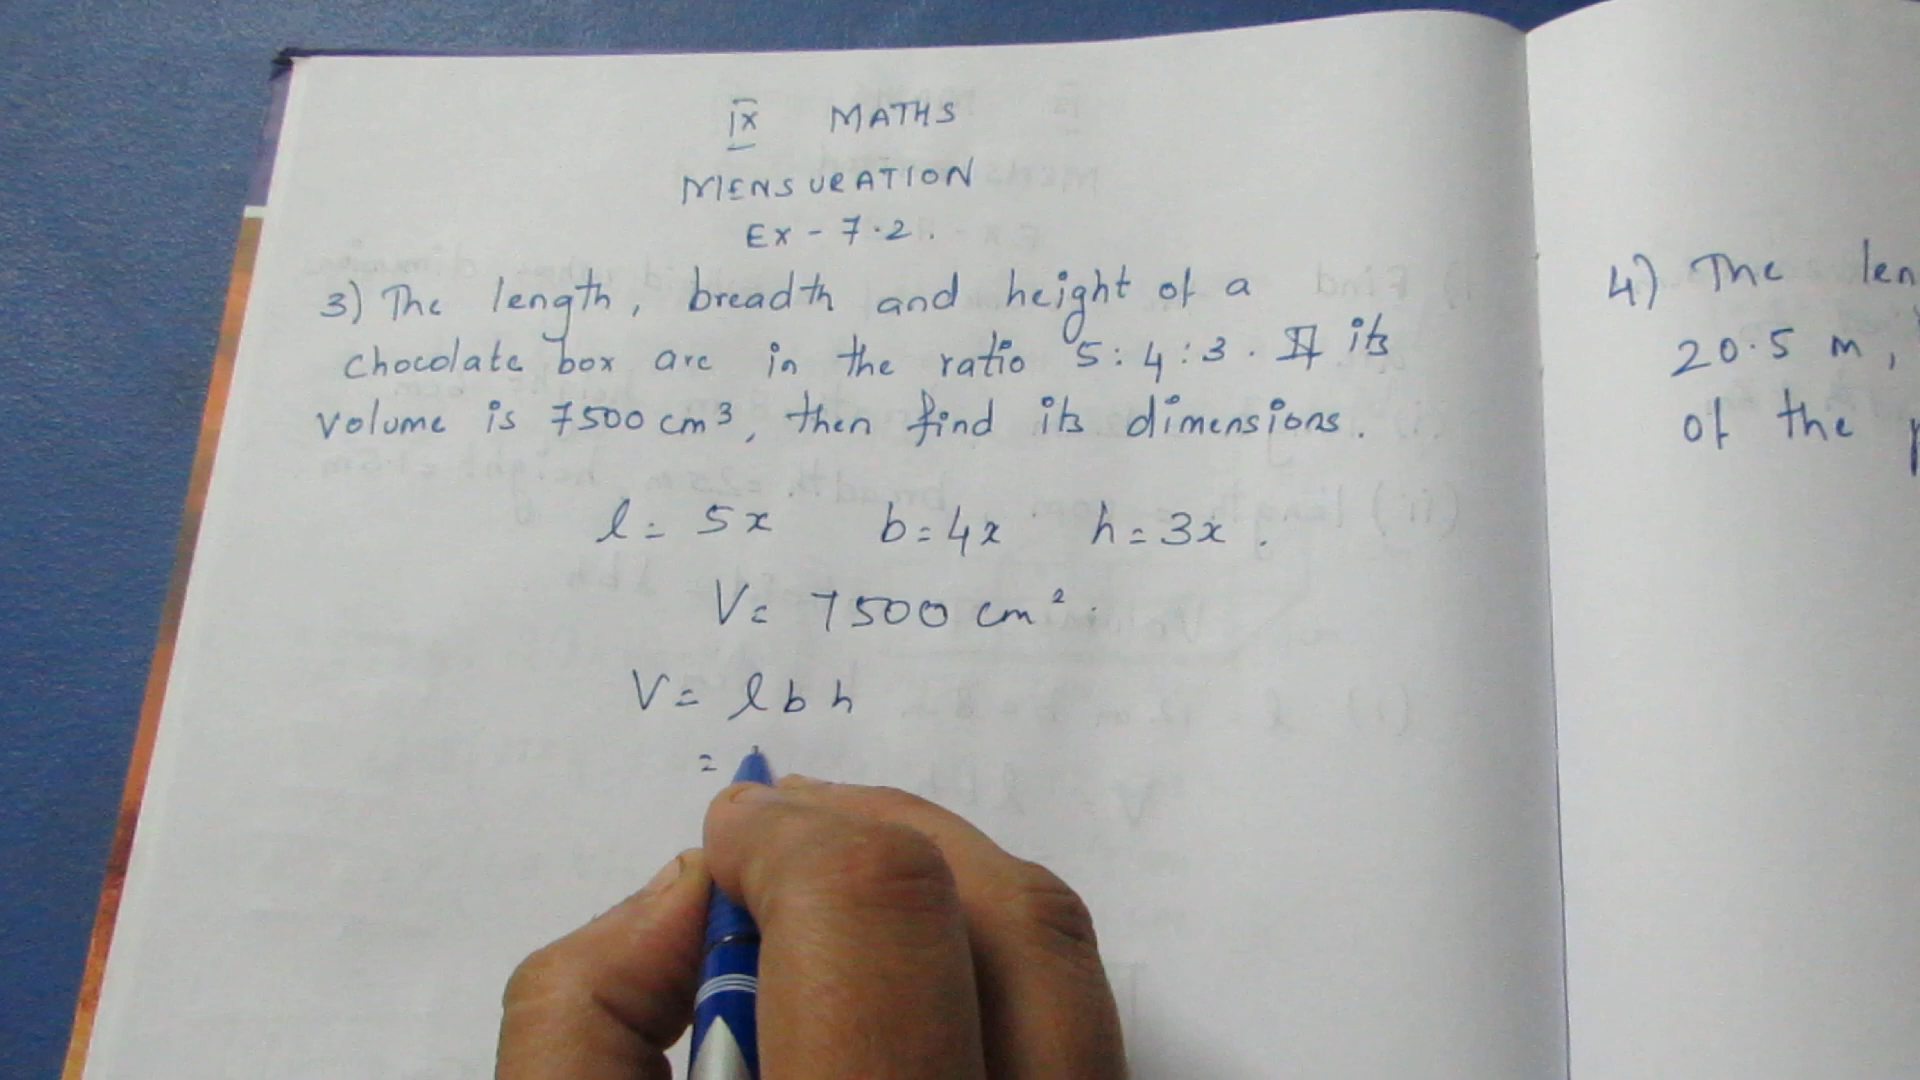 IX MATHS
MENSURATION
Ex - 7.2.
3) The length, breadth and height of a
chocolate box are in the ratio 5:4:3. If its
volume is 7500 cm³, then find its dimensions.
l = 5x b = 4x h = 3x.
V = 7500 cm².
V = l b h
=
4) The len
20.5 m,
of the